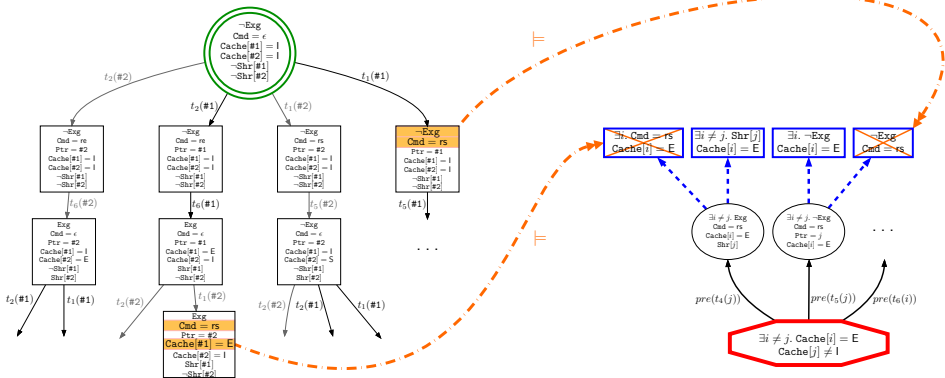 ¬Exg
Cmd = ϵ
Cache[#1] = I
Cache[#2] = I
¬Shr[#1]
¬Shr[#2]
t₂(#2)
t₂(#1)
t₁(#2)
t₁(#1)
⊨
¬Exg
Cmd = re
Ptr = #2
Cache[#1] = I
Cache[#2] = I
¬Shr[#1]
¬Shr[#2]
¬Exg
Cmd = re
Ptr = #1
Cache[#1] = I
Cache[#2] = I
¬Shr[#1]
¬Shr[#2]
¬Exg
Cmd = rs
Ptr = #2
Cache[#1] = I
Cache[#2] = I
¬Shr[#1]
¬Shr[#2]
¬Exg
Cmd = rs
Ptr = #1
Cache[#1] = I
Cache[#2] = I
¬Shr[#1]
¬Shr[#2]
t₆(#2)
t₆(#1)
t₅(#2)
t₅(#1)
Exg
Cmd = ϵ
Ptr = #2
Cache[#1] = I
Cache[#2] = E
¬Shr[#1]
Shr[#2]
Exg
Cmd = ϵ
Ptr = #1
Cache[#1] = E
Cache[#2] = I
Shr[#1]
¬Shr[#2]
¬Exg
Cmd = ϵ
Ptr = #2
Cache[#1] = I
Cache[#2] = S
¬Shr[#1]
Shr[#2]
· · ·
t₂(#1)
t₁(#1)
t₂(#2)
t₁(#2)
t₂(#2)
t₂(#1)
t₁(#1)
Exg
Cmd = rs
Ptr = #2
Cache[#1] = E
Cache[#2] = I
Shr[#1]
¬Shr[#2]
⊨
∃i. Cmd = rs
Cache[i] = E
∃i ≠ j. Shr[j]
Cache[i] = E
∃i. ¬Exg
Cache[i] = E
¬Exg
Cmd = rs
∃i ≠ j. Exg
Cmd = rs
Cache[i] = E
Shr[j]
∃i ≠ j. ¬Exg
Cmd = rs
Ptr = j
Cache[i] = E
· · ·
pre(t₄(j))
pre(t₅(j))
pre(t₆(i))
∃i ≠ j. Cache[i] = E
Cache[j] ≠ I